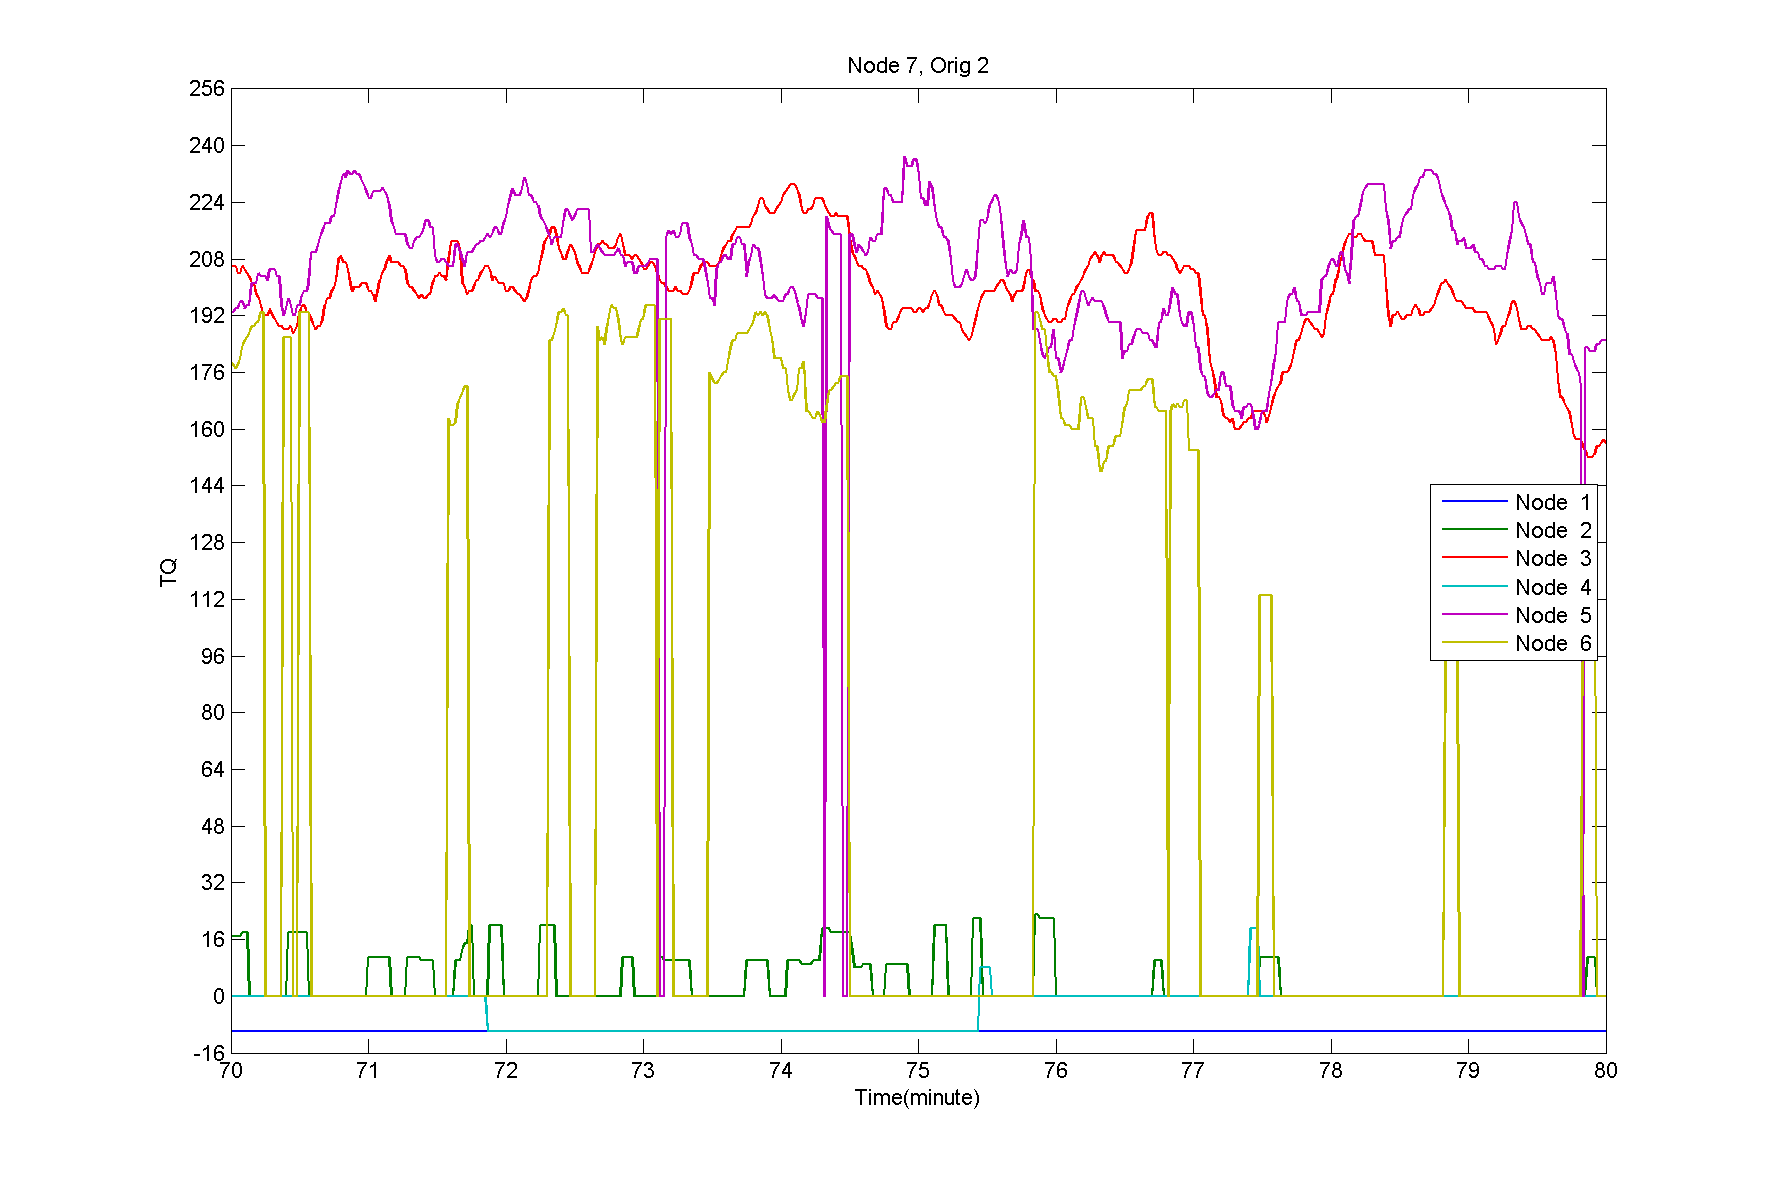 Node 7, Orig 2
256
240
224
208
192
176
160
144
128
112
96
80
64
48
32
16
0
-16
TQ
70 71 72 73 74 75 76 77 78 79 80
Time(minute)
Node 1
Node 2
Node 3
Node 4
Node 5
Node 6